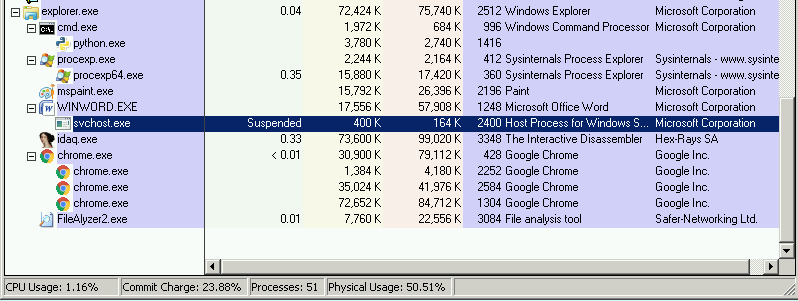 explorer.exe 0.04 72,424 K 75,740 K 2512 Windows Explorer Microsoft Corporation
cmd.exe 1,972 K 684 K 996 Windows Command Processor Microsoft Corporation
python.exe 3,780 K 2,740 K 1416
procexp.exe 2,244 K 2,164 K 412 Sysinternals Process Explorer Sysinternals - www.sysinte
procexp64.exe 0.35 15,880 K 17,420 K 360 Sysinternals Process Explorer Sysinternals - www.sysinte
mspaint.exe 15,792 K 26,396 K 2196 Paint Microsoft Corporation
WINWORD.EXE 17,556 K 57,908 K 1248 Microsoft Office Word Microsoft Corporation
svchost.exe Suspended 400 K 164 K 2400 Host Process for Windows S... Microsoft Corporation
idaq.exe 0.33 73,600 K 99,020 K 3348 The Interactive Disassembler Hex-Rays SA
chrome.exe < 0.01 30,900 K 79,112 K 428 Google Chrome Google Inc.
chrome.exe 1,384 K 4,180 K 2252 Google Chrome Google Inc.
chrome.exe 35,024 K 41,976 K 2584 Google Chrome Google Inc.
chrome.exe 72,652 K 84,712 K 1304 Google Chrome Google Inc.
FileAlyzer2.exe 0.01 7,760 K 22,556 K 3084 File analysis tool Safer-Networking Ltd.
CPU Usage: 1.16% Commit Charge: 23.88% Processes: 51 Physical Usage: 50.51%